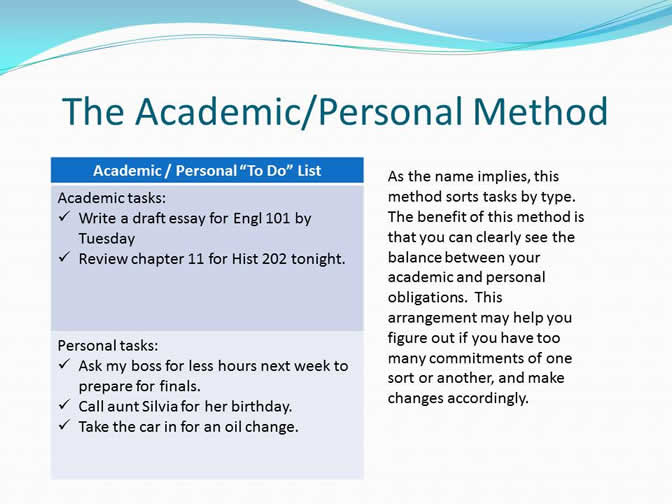 The Academic/Personal Method
Academic / Personal “To Do” List
Academic tasks:
✓ Write a draft essay for Engl 101 by
Tuesday
✓ Review chapter 11 for Hist 202 tonight.
Personal tasks:
✓ Ask my boss for less hours next week to
prepare for finals.
✓ Call aunt Silvia for her birthday.
✓ Take the car in for an oil change.
As the name implies, this
method sorts tasks by type.
The benefit of this method is
that you can clearly see the
balance between your
academic and personal
obligations.  This
arrangement may help you
figure out if you have too
many commitments of one
sort or another, and make
changes accordingly.